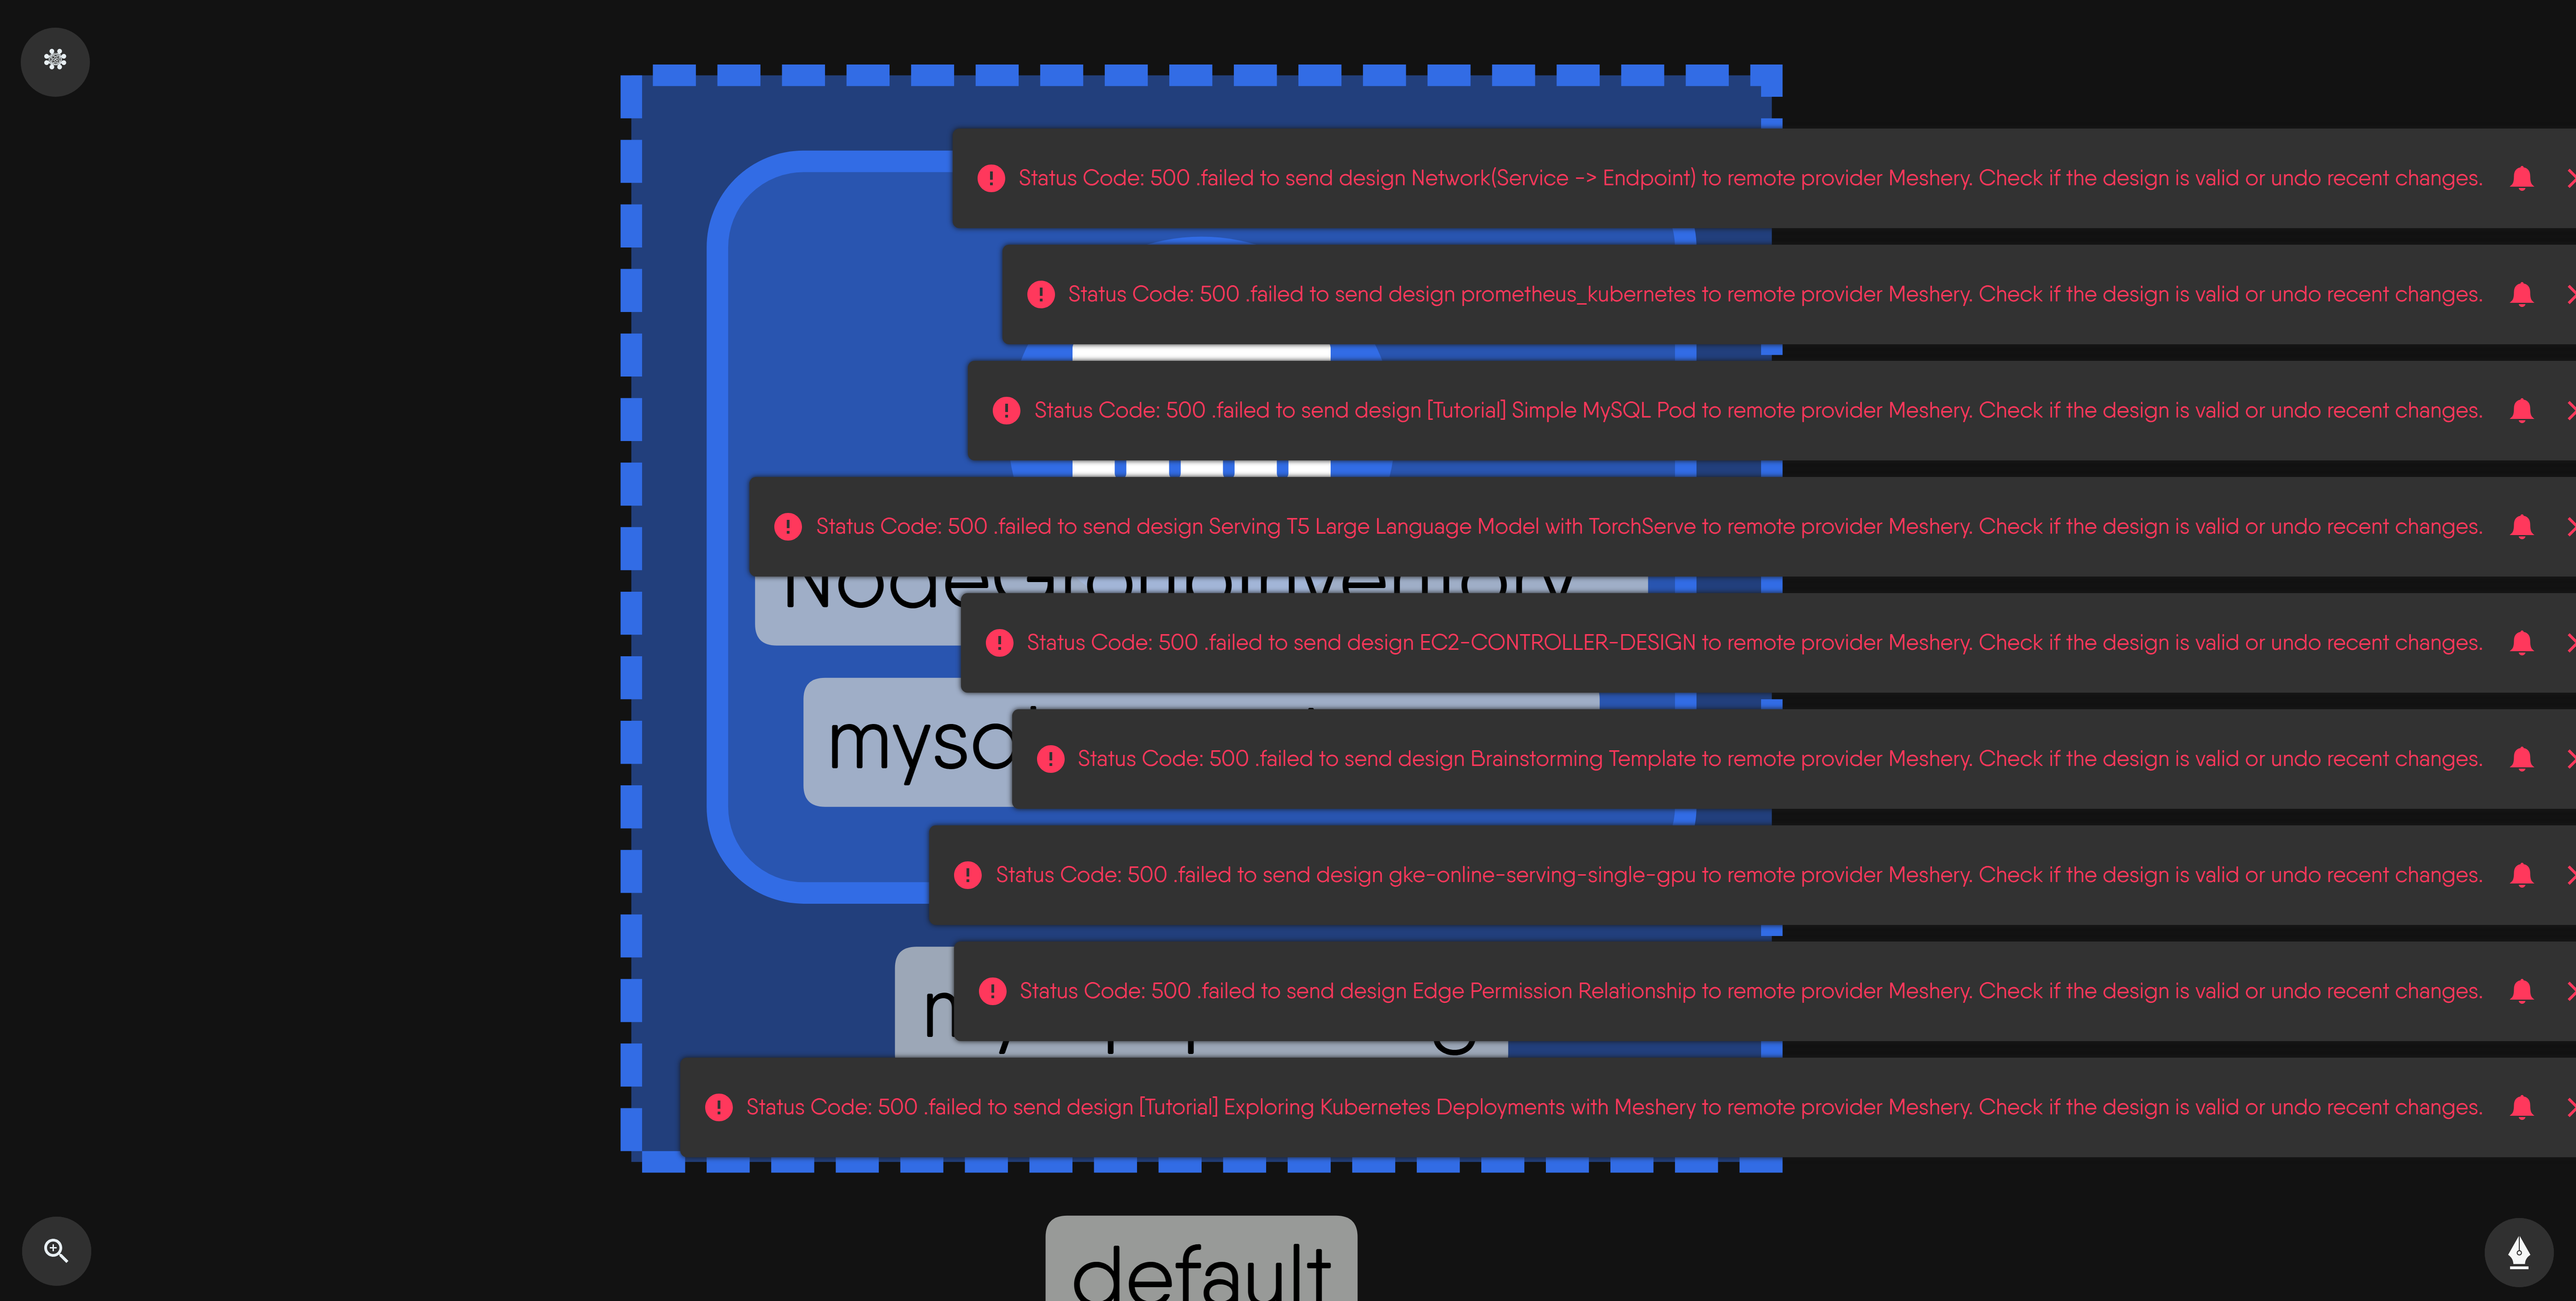 Status Code: 500 .failed to send design Network(Service -> Endpoint) to remote provider Meshery. Check if the design is valid or undo recent changes.
Status Code: 500 .failed to send design prometheus_kubernetes to remote provider Meshery. Check if the design is valid or undo recent changes.
Status Code: 500 .failed to send design [Tutorial] Simple MySQL Pod to remote provider Meshery. Check if the design is valid or undo recent changes.
Status Code: 500 .failed to send design Serving T5 Large Language Model with TorchServe to remote provider Meshery. Check if the design is valid or undo recent changes.
NodeGroupInventory
Status Code: 500 .failed to send design EC2-CONTROLLER-DESIGN to remote provider Meshery. Check if the design is valid or undo recent changes.
Status Code: 500 .failed to send design Brainstorming Template to remote provider Meshery. Check if the design is valid or undo recent changes.
Status Code: 500 .failed to send design gke-online-serving-single-gpu to remote provider Meshery. Check if the design is valid or undo recent changes.
Status Code: 500 .failed to send design Edge Permission Relationship to remote provider Meshery. Check if the design is valid or undo recent changes.
Status Code: 500 .failed to send design [Tutorial] Exploring Kubernetes Deployments with Meshery to remote provider Meshery. Check if the design is valid or undo recent changes.
default